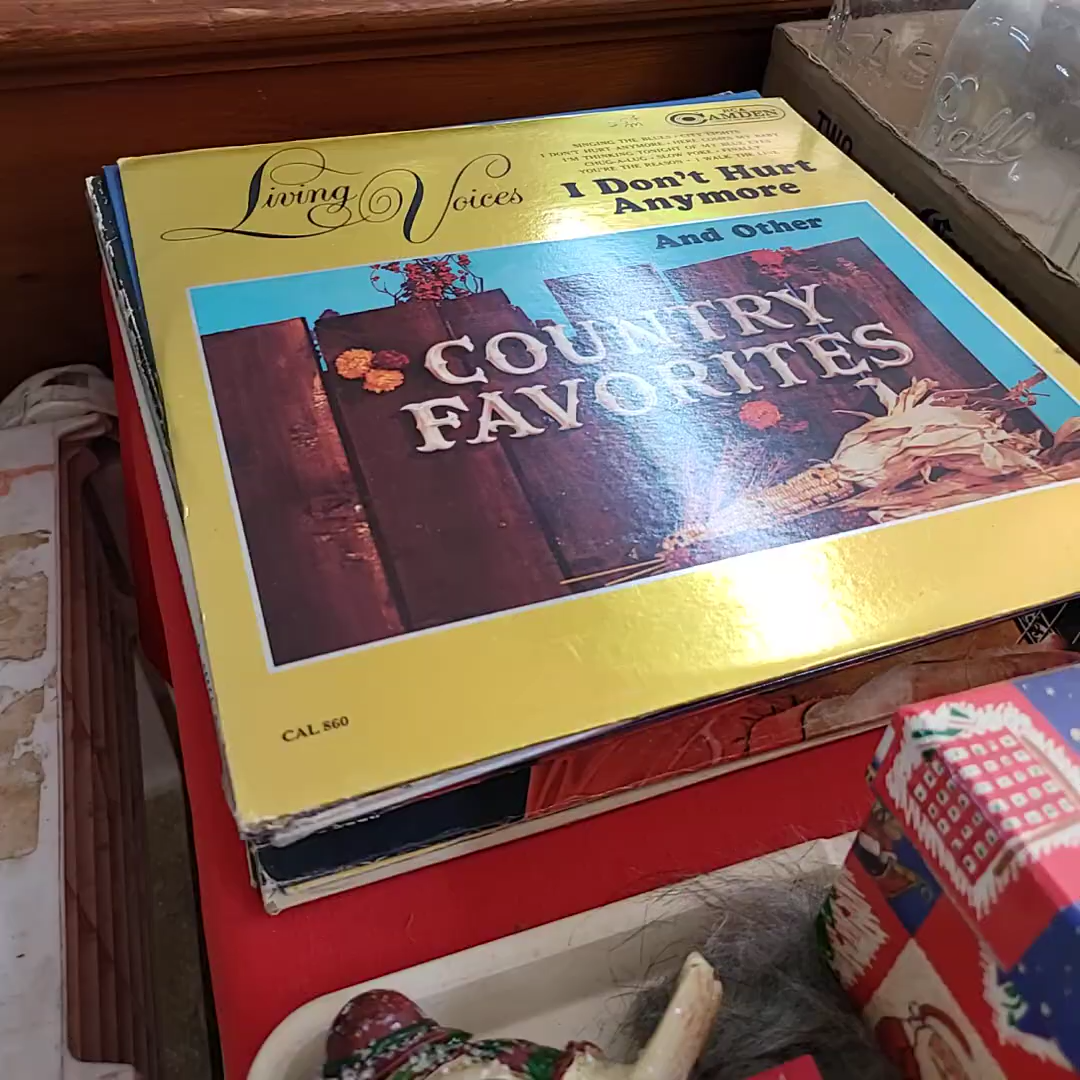 RCA
CAMDEN
SINGING THE BLUES • CITY LIGHTS
I DON'T HURT ANYMORE • HERE COMES MY BABY
I'M THINKING TONIGHT OF MY BLUE EYES
CHUG-A-LUG • SLOW POKE • FINALLY
YOU'RE THE REASON • I WALK THE LINE
Living Voices
I Don't Hurt
Anymore
And Other
COUNTRY
FAVORITES
CAL 860
TWO
Ball